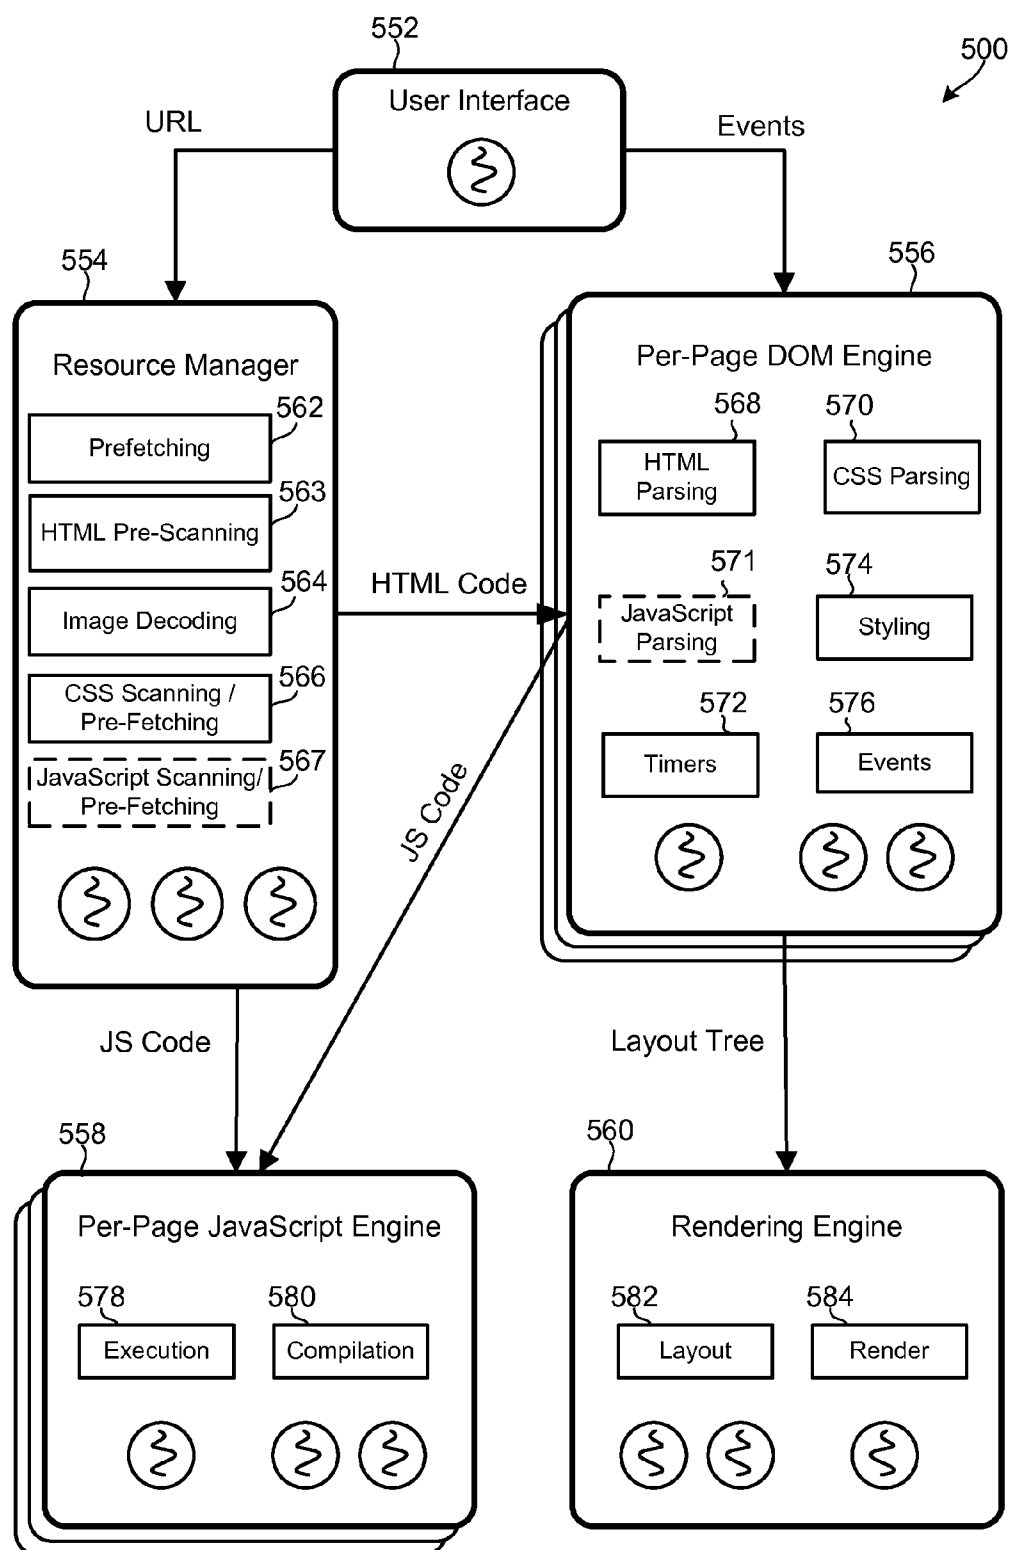 552
500
User Interface
URL
Events
554
556
Resource Manager
562
Prefetching
563
HTML Pre-Scanning
564
Image Decoding
566
CSS Scanning /
Pre-Fetching
567
JavaScript Scanning/
Pre-Fetching
HTML Code
JS Code
Per-Page DOM Engine
568
HTML
Parsing
570
CSS Parsing
571
JavaScript
Parsing
574
Styling
572
Timers
576
Events
JS Code
Layout Tree
558
Per-Page JavaScript Engine
578
Execution
580
Compilation
560
Rendering Engine
582
Layout
584
Render